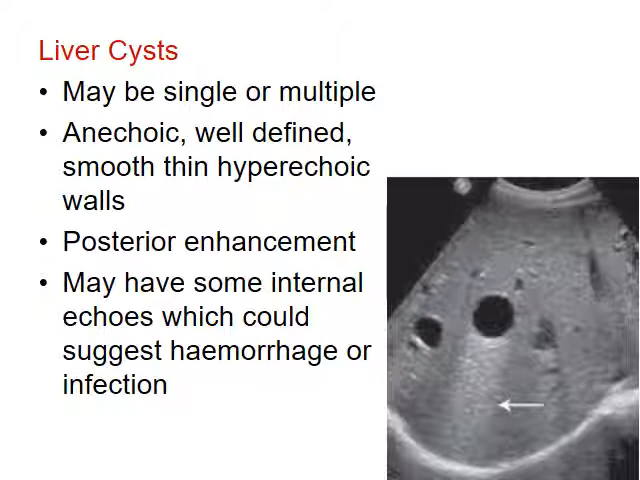 Liver Cysts
• May be single or multiple
• Anechoic, well defined,
smooth thin hyperechoic
walls
• Posterior enhancement
• May have some internal
echoes which could
suggest haemorrhage or
infection